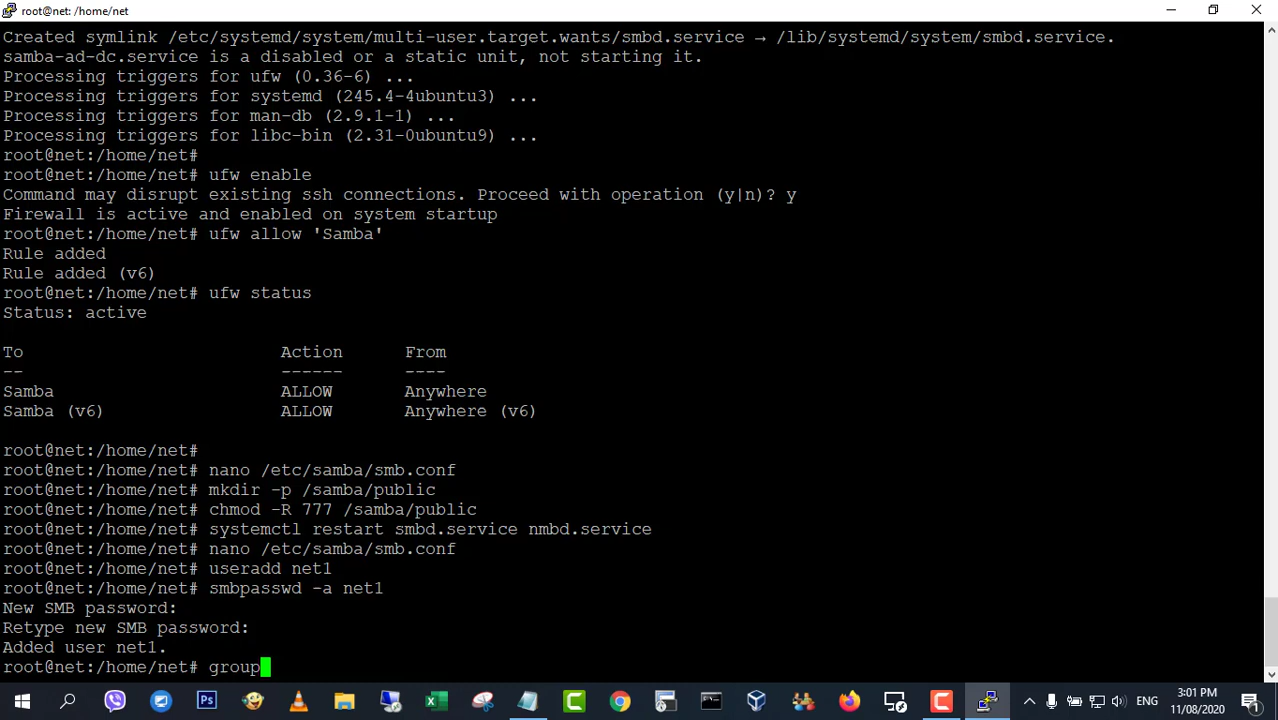 root@net: /home/net
Created symlink /etc/systemd/system/multi-user.target.wants/smbd.service → /lib/systemd/system/smbd.service.
samba-ad-dc.service is a disabled or a static unit, not starting it.
Processing triggers for ufw (0.36-6) ...
Processing triggers for systemd (245.4-4ubuntu3) ...
Processing triggers for man-db (2.9.1-1) ...
Processing triggers for libc-bin (2.31-0ubuntu9) ...
root@net:/home/net#
root@net:/home/net# ufw enable
Command may disrupt existing ssh connections. Proceed with operation (y|n)? y
Firewall is active and enabled on system startup
root@net:/home/net# ufw allow 'Samba'
Rule added
Rule added (v6)
root@net:/home/net# ufw status
Status: active
To Action From
-- ------ ----
Samba ALLOW Anywhere
Samba (v6) ALLOW Anywhere (v6)
root@net:/home/net#
root@net:/home/net# nano /etc/samba/smb.conf
root@net:/home/net# mkdir -p /samba/public
root@net:/home/net# chmod -R 777 /samba/public
root@net:/home/net# systemctl restart smbd.service nmbd.service
root@net:/home/net# nano /etc/samba/smb.conf
root@net:/home/net# useradd net1
root@net:/home/net# smbpasswd -a net1
New SMB password:
Retype new SMB password:
Added user net1.
root@net:/home/net# group
Ps
ENG
3:01 PM
11/08/2020
1